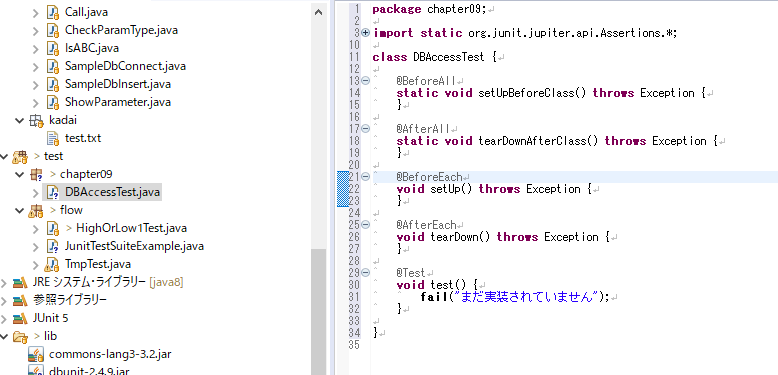 Call.java
CheckParamType.java
IsABC.java
SampleDbConnect.java
SampleDbInsert.java
ShowParameter.java
kadai
test.txt
> test
> chapter09
DBAccessTest.java
> flow
> HighOrLow1Test.java
JunitTestSuiteExample.java
TmpTest.java
JRE システム・ライブラリー [java8]
参照ライブラリー
JUnit 5
> lib
commons-lang3-3.2.jar
dbunit-2.4.9.jar
1 package chapter09;
2
3 import static org.junit.jupiter.api.Assertions.*;
10
11 class DBAccessTest {
12
13 @BeforeAll
14 static void setUpBeforeClass() throws Exception {
15 }
16
17 @AfterAll
18 static void tearDownAfterClass() throws Exception {
19 }
20
21 @BeforeEach
22 void setUp() throws Exception {
23 }
24
25 @AfterEach
26 void tearDown() throws Exception {
27 }
28
29 @Test
30 void test() {
31 fail("まだ実装されていません");
32 }
33
34 }
35